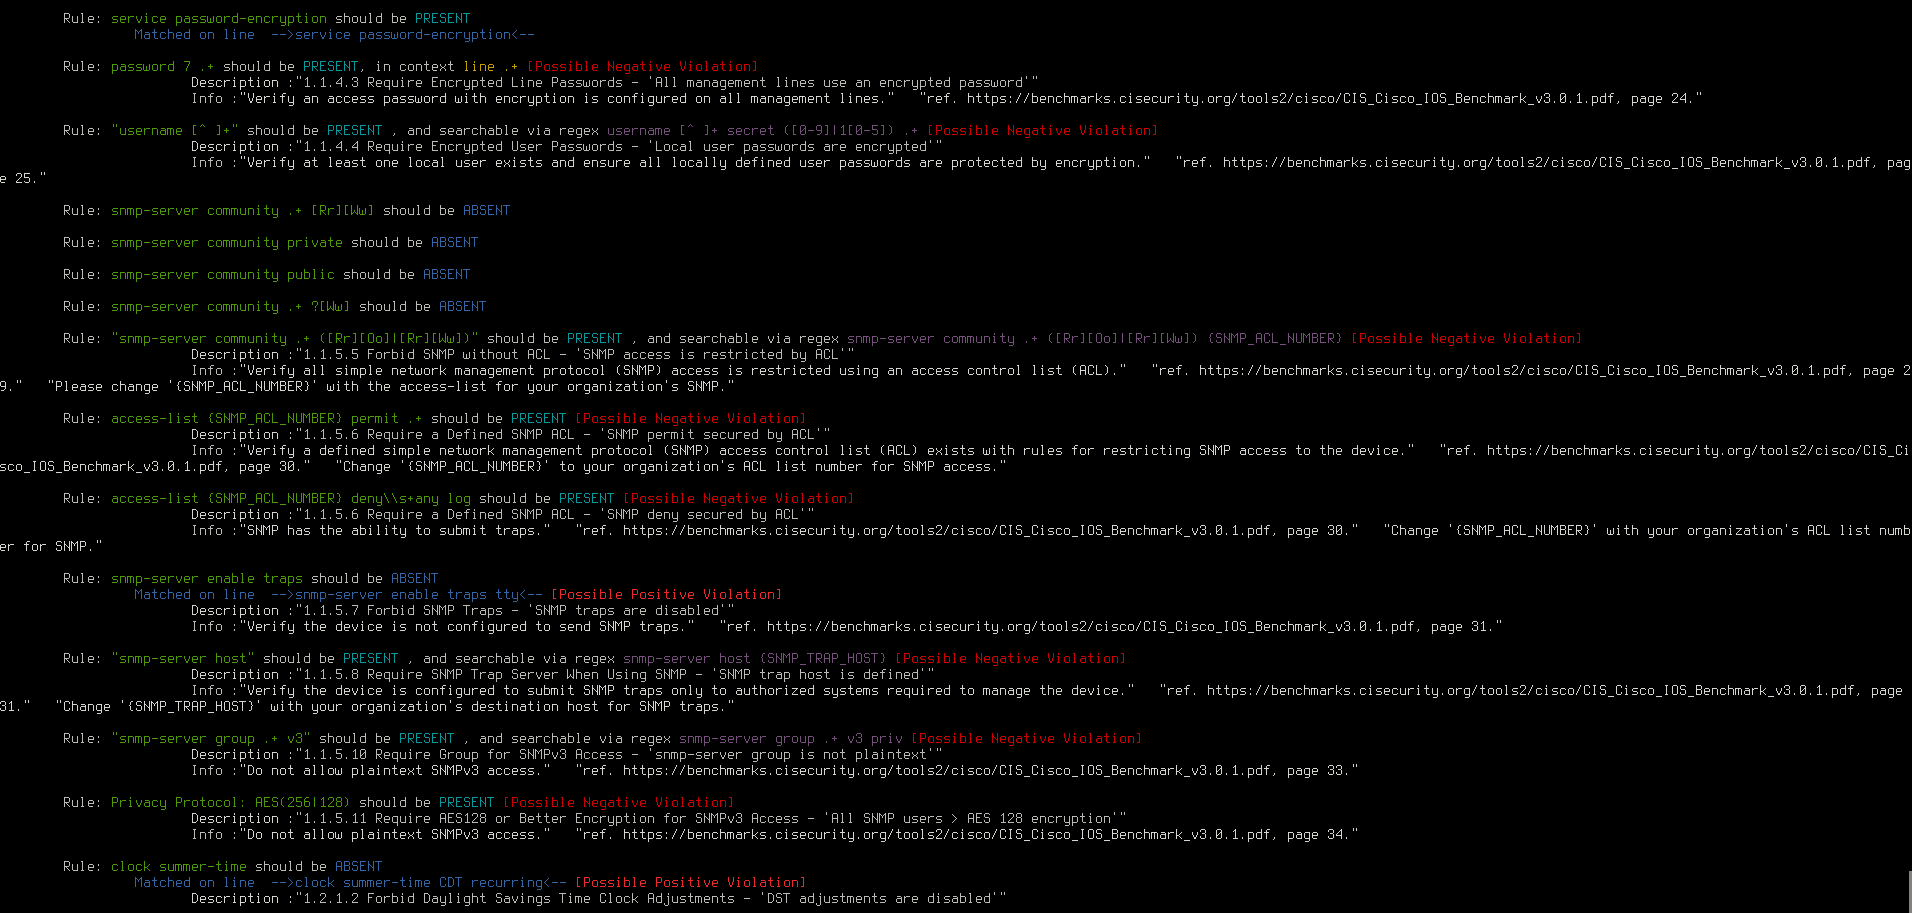 Rule: service password-encryption should be PRESENT
Matched on line  -->service password-encryption<--
Rule: password 7 .+ should be PRESENT, in context line .+ [Possible Negative Violation]
Description :"1.1.4.3 Require Encrypted Line Passwords - 'All management lines use an encrypted password'"
Info :"Verify an access password with encryption is configured on all management lines."   "ref. https://benchmarks.cisecurity.org/tools2/cisco/CIS_Cisco_IOS_Benchmark_v3.0.1.pdf, page 24."
Rule: "username [^ ]+" should be PRESENT , and searchable via regex username [^ ]+ secret ([0-9]|1[0-5]) .+ [Possible Negative Violation]
Description :"1.1.4.4 Require Encrypted User Passwords - 'Local user passwords are encrypted'"
Info :"Verify at least one local user exists and ensure all locally defined user passwords are protected by encryption."   "ref. https://benchmarks.cisecurity.org/tools2/cisco/CIS_Cisco_IOS_Benchmark_v3.0.1.pdf, pag
e 25."
Rule: snmp-server community .+ [Rr][Ww] should be ABSENT
Rule: snmp-server community private should be ABSENT
Rule: snmp-server community public should be ABSENT
Rule: snmp-server community .+ ?[Ww] should be ABSENT
Rule: "snmp-server community .+ ([Rr][Oo]|[Rr][Ww])" should be PRESENT , and searchable via regex snmp-server community .+ ([Rr][Oo]|[Rr][Ww]) {SNMP_ACL_NUMBER} [Possible Negative Violation]
Description :"1.1.5.5 Forbid SNMP without ACL - 'SNMP access is restricted by ACL'"
Info :"Verify all simple network management protocol (SNMP) access is restricted using an access control list (ACL)."   "ref. https://benchmarks.cisecurity.org/tools2/cisco/CIS_Cisco_IOS_Benchmark_v3.0.1.pdf, page 2
9."   "Please change '{SNMP_ACL_NUMBER}' with the access-list for your organization's SNMP."
Rule: access-list {SNMP_ACL_NUMBER} permit .+ should be PRESENT [Possible Negative Violation]
Description :"1.1.5.6 Require a Defined SNMP ACL - 'SNMP permit secured by ACL'"
Info :"Verify a defined simple network management protocol (SNMP) access control list (ACL) exists with rules for restricting SNMP access to the device."   "ref. https://benchmarks.cisecurity.org/tools2/cisco/CIS_Ci
sco_IOS_Benchmark_v3.0.1.pdf, page 30."   "Change '{SNMP_ACL_NUMBER}' to your organization's ACL list number for SNMP access."
Rule: access-list {SNMP_ACL_NUMBER} deny\\s+any log should be PRESENT [Possible Negative Violation]
Description :"1.1.5.6 Require a Defined SNMP ACL - 'SNMP deny secured by ACL'"
Info :"SNMP has the ability to submit traps."   "ref. https://benchmarks.cisecurity.org/tools2/cisco/CIS_Cisco_IOS_Benchmark_v3.0.1.pdf, page 30."   "Change '{SNMP_ACL_NUMBER}' with your organization's ACL list numb
er for SNMP."
Rule: snmp-server enable traps should be ABSENT
Matched on line  -->snmp-server enable traps tty<-- [Possible Positive Violation]
Description :"1.1.5.7 Forbid SNMP Traps - 'SNMP traps are disabled'"
Info :"Verify the device is not configured to send SNMP traps."   "ref. https://benchmarks.cisecurity.org/tools2/cisco/CIS_Cisco_IOS_Benchmark_v3.0.1.pdf, page 31."
Rule: "snmp-server host" should be PRESENT , and searchable via regex snmp-server host {SNMP_TRAP_HOST} [Possible Negative Violation]
Description :"1.1.5.8 Require SNMP Trap Server When Using SNMP - 'SNMP trap host is defined'"
Info :"Verify the device is configured to submit SNMP traps only to authorized systems required to manage the device."   "ref. https://benchmarks.cisecurity.org/tools2/cisco/CIS_Cisco_IOS_Benchmark_v3.0.1.pdf, page
31."   "Change '{SNMP_TRAP_HOST}' with your organization's destination host for SNMP traps."
Rule: "snmp-server group .+ v3" should be PRESENT , and searchable via regex snmp-server group .+ v3 priv [Possible Negative Violation]
Description :"1.1.5.10 Require Group for SNMPv3 Access - 'snmp-server group is not plaintext'"
Info :"Do not allow plaintext SNMPv3 access."   "ref. https://benchmarks.cisecurity.org/tools2/cisco/CIS_Cisco_IOS_Benchmark_v3.0.1.pdf, page 33."
Rule: Privacy Protocol: AES(256|128) should be PRESENT [Possible Negative Violation]
Description :"1.1.5.11 Require AES128 or Better Encryption for SNMPv3 Access - 'All SNMP users > AES 128 encryption'"
Info :"Do not allow plaintext SNMPv3 access."   "ref. https://benchmarks.cisecurity.org/tools2/cisco/CIS_Cisco_IOS_Benchmark_v3.0.1.pdf, page 34."
Rule: clock summer-time should be ABSENT
Matched on line  -->clock summer-time CDT recurring<-- [Possible Positive Violation]
Description :"1.2.1.2 Forbid Daylight Savings Time Clock Adjustments - 'DST adjustments are disabled'"